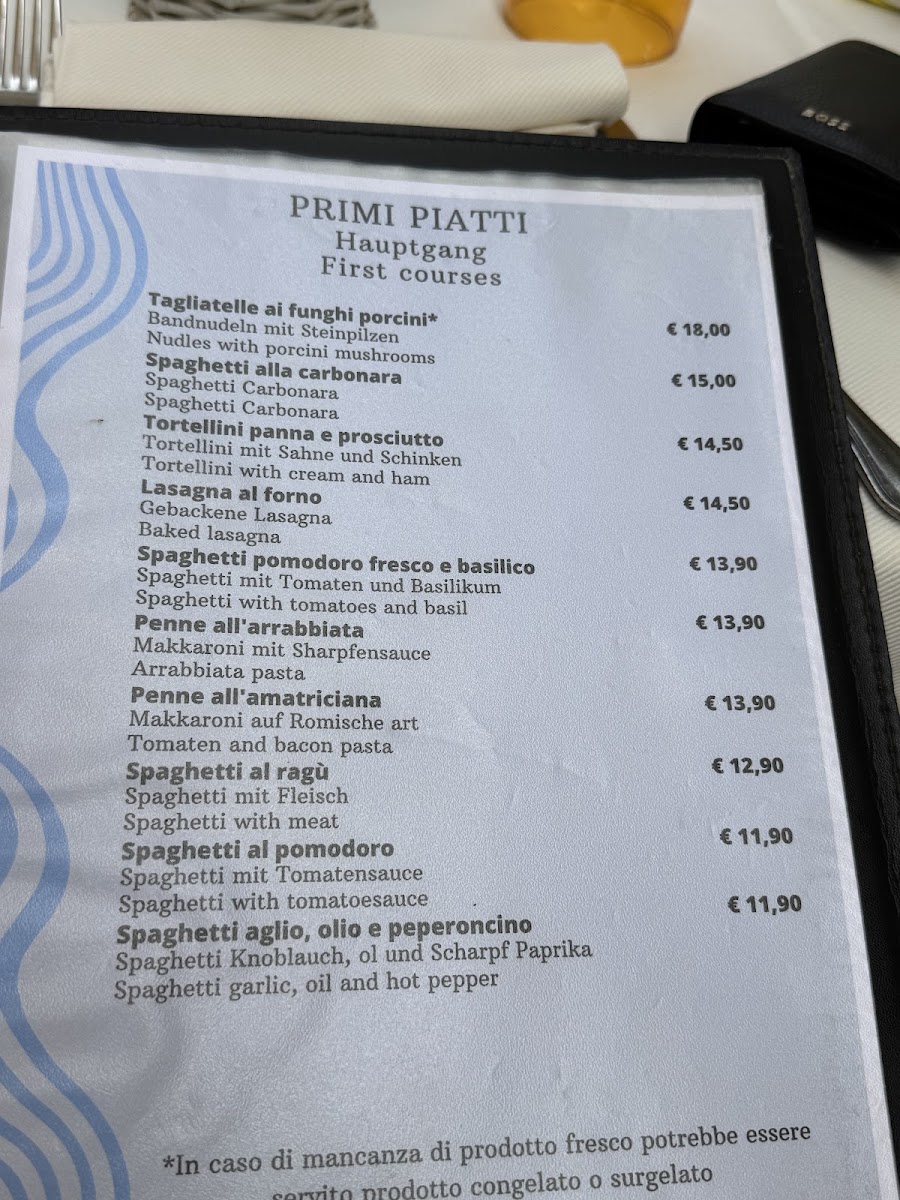 BOSS
PRIMI PIATTI
Hauptgang
First courses
Tagliatelle ai funghi porcini*
Bandnudeln mit Steinpilzen
Nudles with porcini mushrooms
€ 18,00
Spaghetti alla carbonara
Spaghetti Carbonara
Spaghetti Carbonara
€ 15,00
Tortellini panna e prosciutto
Tortellini mit Sahne und Schinken
Tortellini with cream and ham
€ 14,50
Lasagna al forno
Gebackene Lasagna
Baked lasagna
€ 14,50
Spaghetti pomodoro fresco e basilico
Spaghetti mit Tomaten und Basilikum
Spaghetti with tomatoes and basil
€ 13,90
Penne all'arrabbiata
Makkaroni mit Sharpfensauce
Arrabbiata pasta
€ 13,90
Penne all'amatriciana
Makkaroni auf Romische art
Tomaten and bacon pasta
€ 13,90
Spaghetti al ragù
Spaghetti mit Fleisch
Spaghetti with meat
€ 12,90
Spaghetti al pomodoro
Spaghetti mit Tomatensauce
Spaghetti with tomatoesauce
€ 11,90
Spaghetti aglio, olio e peperoncino
Spaghetti Knoblauch, ol und Scharpf Paprika
Spaghetti garlic, oil and hot pepper
€ 11,90
*In caso di mancanza di prodotto fresco potrebbe essere
servito prodotto congelato o surgelato